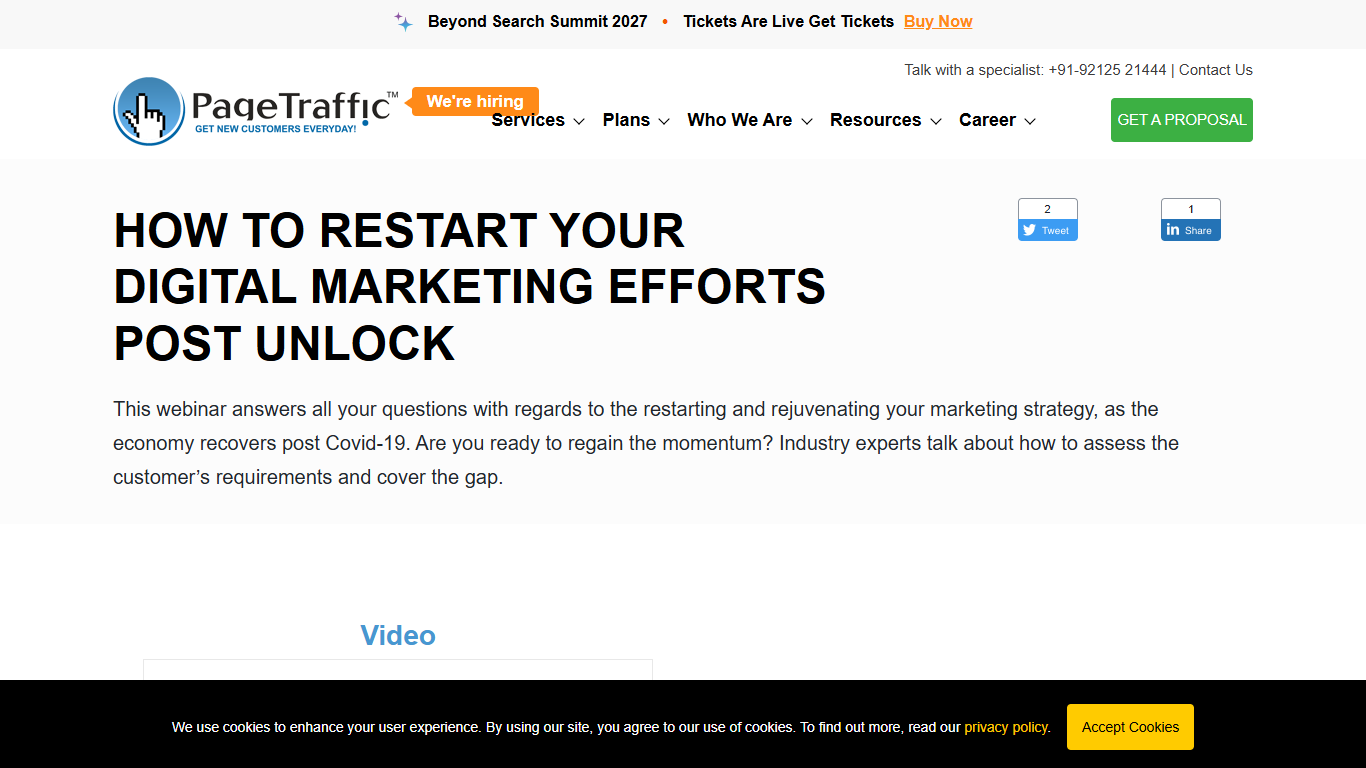 Beyond Search Summit 2027 • Tickets Are Live Get Tickets Buy Now
Talk with a specialist: +91-92125 21444 | Contact Us
PageTraffic™
GET NEW CUSTOMERS EVERYDAY!
We're hiring
Services Plans Who We Are Resources Career
GET A PROPOSAL
HOW TO RESTART YOUR
DIGITAL MARKETING EFFORTS
POST UNLOCK
2
Tweet
1
in Share
This webinar answers all your questions with regards to the restarting and rejuvenating your marketing strategy, as the
economy recovers post Covid-19. Are you ready to regain the momentum? Industry experts talk about how to assess the
customer’s requirements and cover the gap.
Video
We use cookies to enhance your user experience. By using our site, you agree to our use of cookies. To find out more, read our privacy policy.
Accept Cookies